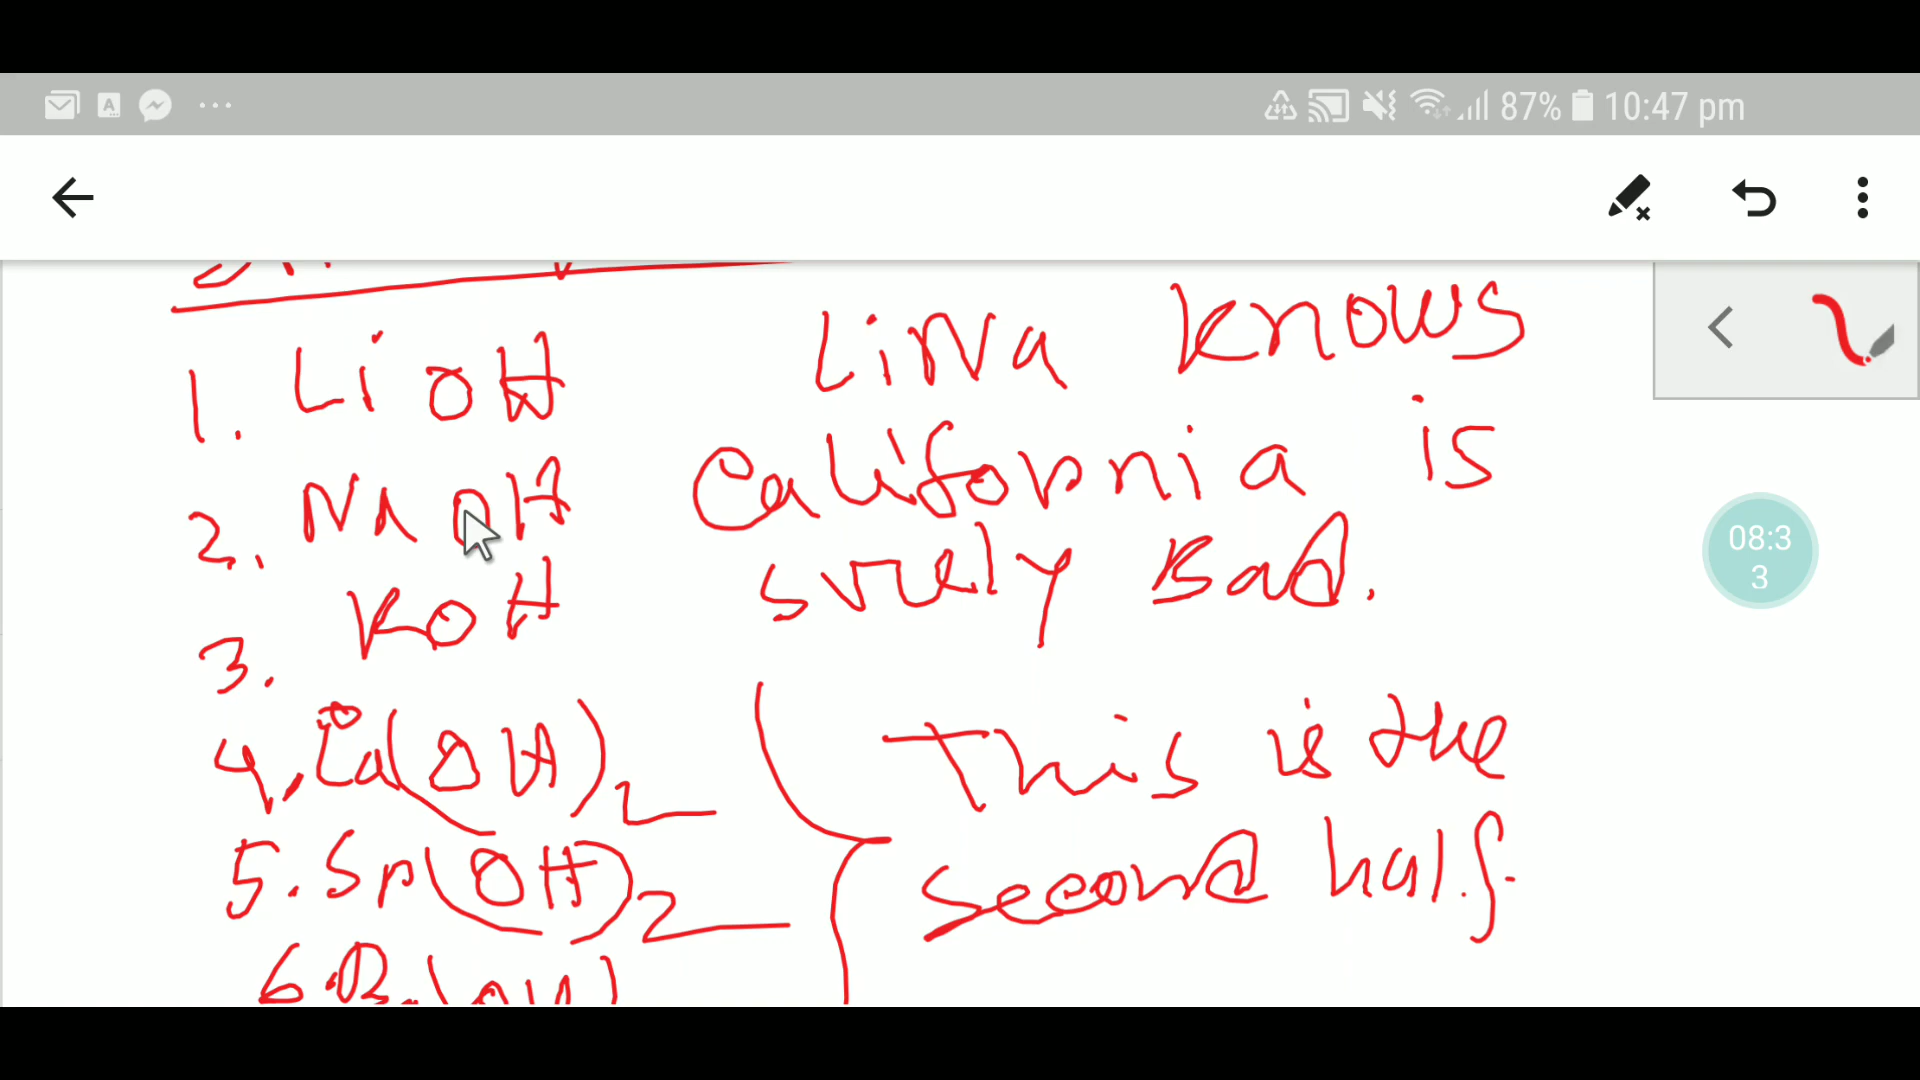 87% 10:47 pm
1. LiOH
2. NaOH
3. KOH
4. Ca(OH)2
5. Sr(OH)2
LiNa knows
California is
surely Bad.
This is the
second half.
08:3
3